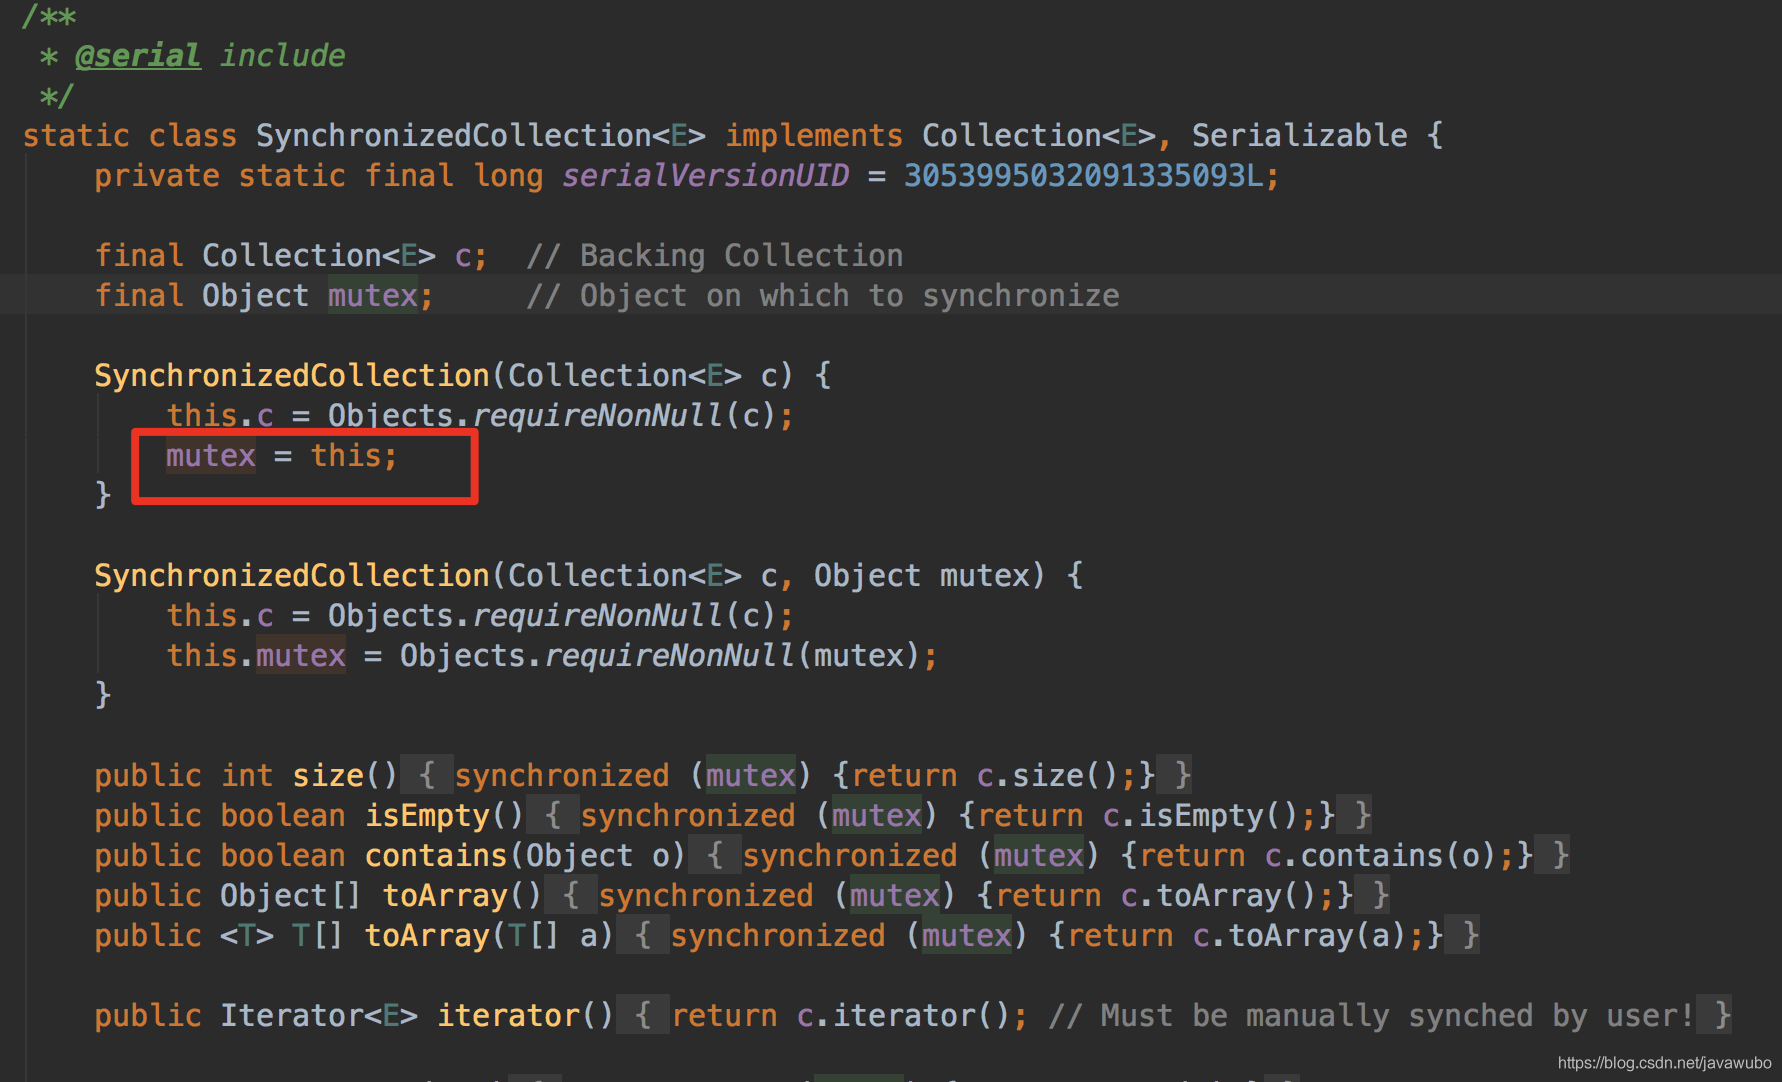 /**
 * @serial include
 */
static class SynchronizedCollection<E> implements Collection<E>, Serializable {
    private static final long serialVersionUID = 3053995032091335093L;

    final Collection<E> c;  // Backing Collection
    final Object mutex;     // Object on which to synchronize

    SynchronizedCollection(Collection<E> c) {
        this.c = Objects.requireNonNull(c);
        mutex = this;
    }

    SynchronizedCollection(Collection<E> c, Object mutex) {
        this.c = Objects.requireNonNull(c);
        this.mutex = Objects.requireNonNull(mutex);
    }

    public int size() { synchronized (mutex) {return c.size();} }
    public boolean isEmpty() { synchronized (mutex) {return c.isEmpty();} }
    public boolean contains(Object o) { synchronized (mutex) {return c.contains(o);} }
    public Object[] toArray() { synchronized (mutex) {return c.toArray();} }
    public <T> T[] toArray(T[] a) { synchronized (mutex) {return c.toArray(a);} }

    public Iterator<E> iterator() { return c.iterator(); // Must be manually synched by user! }
https://blog.csdn.net/javawubo